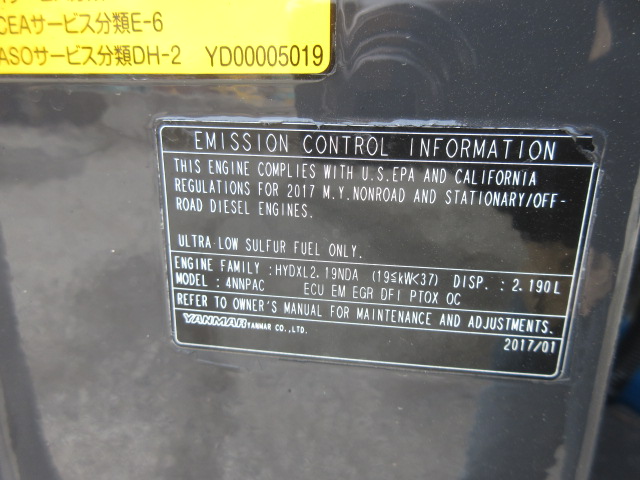 CEAサービス分類E-6
ASOサービス分類DH-2 YD00005019
EMISSION CONTROL INFORMATION
THIS ENGINE COMPLIES WITH U.S.EPA AND CALIFORNIA
REGULATIONS FOR 2017 M.Y.NONROAD AND STATIONARY/OFF-
ROAD DIESEL ENGINES.
ULTRA LOW SULFUR FUEL ONLY.
ENGINE FAMILY :HYDXL2.19NDA (19≦kW<37) DISP.:2.190L
MODEL :4NNPAC ECU EM EGR DFI PTOX OC
REFER TO OWNER'S MANUAL FOR MAINTENANCE AND ADJUSTMENTS.
YANMAR YANMAR CO.,LTD. 2017/01